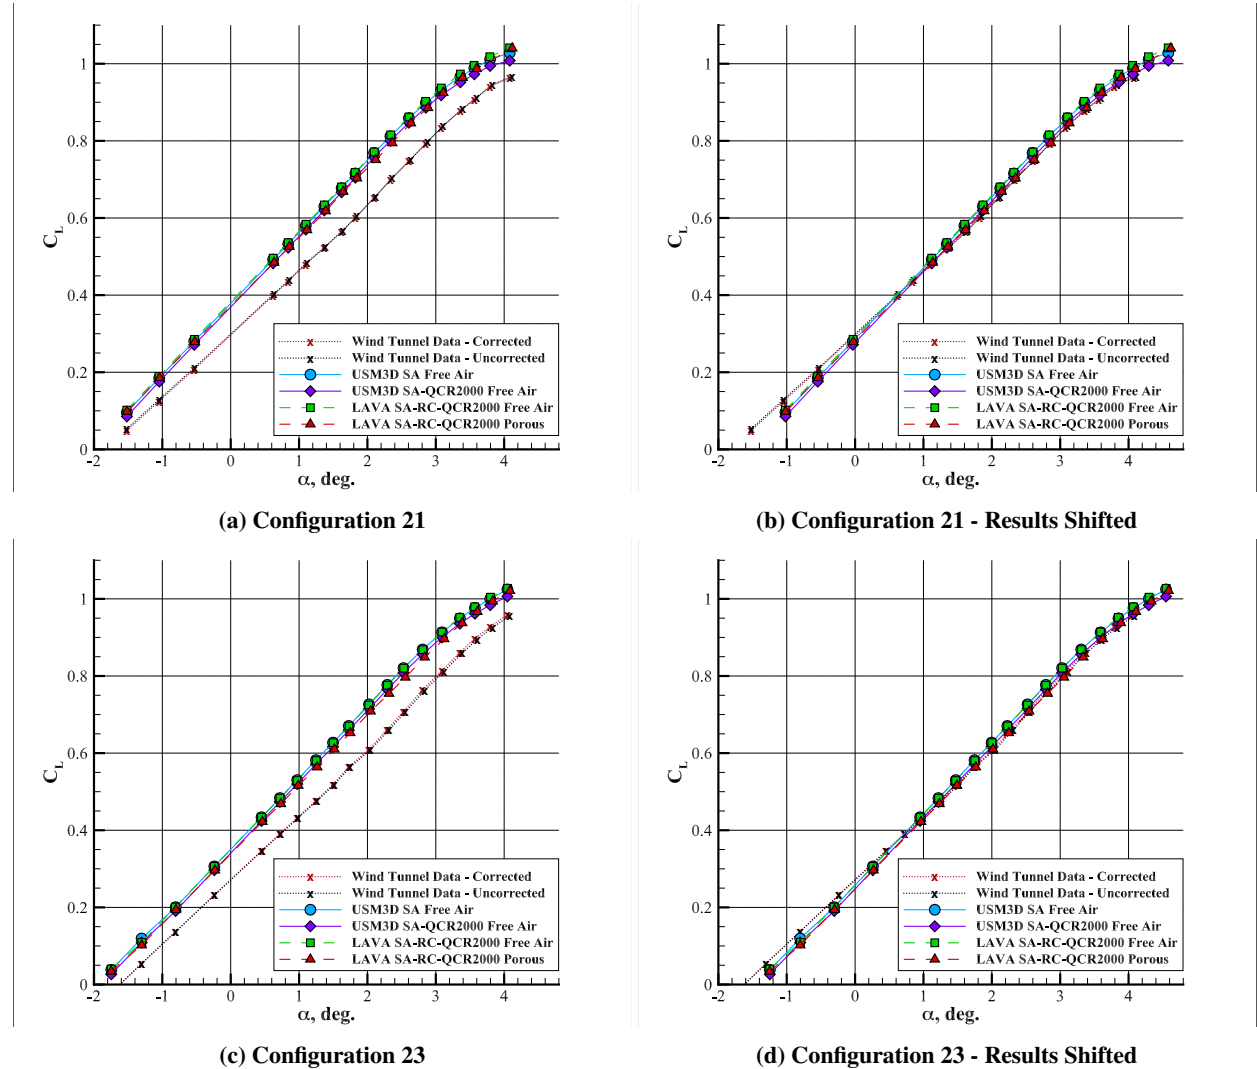 C_L
1
0.8
0.6
0.4
0.2
0
-2 -1 0 1 2 3 4
α, deg.
Wind Tunnel Data - Corrected
Wind Tunnel Data - Uncorrected
USM3D SA Free Air
USM3D SA-QCR2000 Free Air
LAVA SA-RC-QCR2000 Free Air
LAVA SA-RC-QCR2000 Porous
(a) Configuration 21
C_L
1
0.8
0.6
0.4
0.2
0
-2 -1 0 1 2 3 4
α, deg.
Wind Tunnel Data - Corrected
Wind Tunnel Data - Uncorrected
USM3D SA Free Air
USM3D SA-QCR2000 Free Air
LAVA SA-RC-QCR2000 Free Air
LAVA SA-RC-QCR2000 Porous
(b) Configuration 21 - Results Shifted
C_L
1
0.8
0.6
0.4
0.2
0
-2 -1 0 1 2 3 4
α, deg.
Wind Tunnel Data - Corrected
Wind Tunnel Data - Uncorrected
USM3D SA Free Air
USM3D SA-QCR2000 Free Air
LAVA SA-RC-QCR2000 Free Air
LAVA SA-RC-QCR2000 Porous
(c) Configuration 23
C_L
1
0.8
0.6
0.4
0.2
0
-2 -1 0 1 2 3 4
α, deg.
Wind Tunnel Data - Corrected
Wind Tunnel Data - Uncorrected
USM3D SA Free Air
USM3D SA-QCR2000 Free Air
LAVA SA-RC-QCR2000 Free Air
LAVA SA-RC-QCR2000 Porous
(d) Configuration 23 - Results Shifted